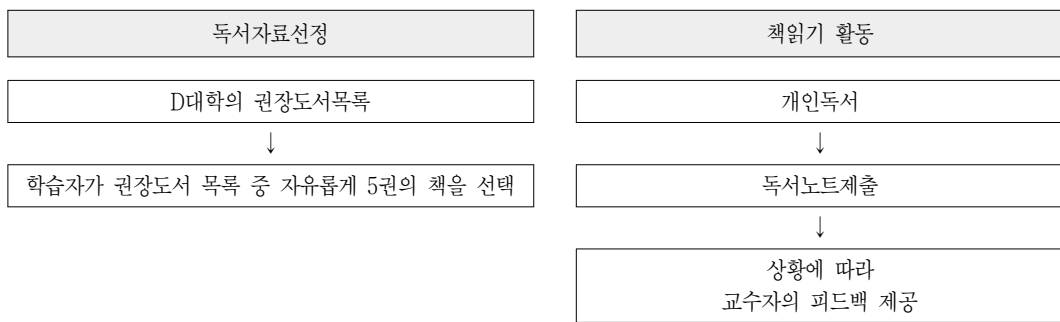 독서자료선정
D대학의 권장도서목록
↓
학습자가 권장도서 목록 중 자유롭게 5권의 책을 선택
책읽기 활동
개인독서
↓
독서노트제출
↓
상황에 따라
교수자의 피드백 제공